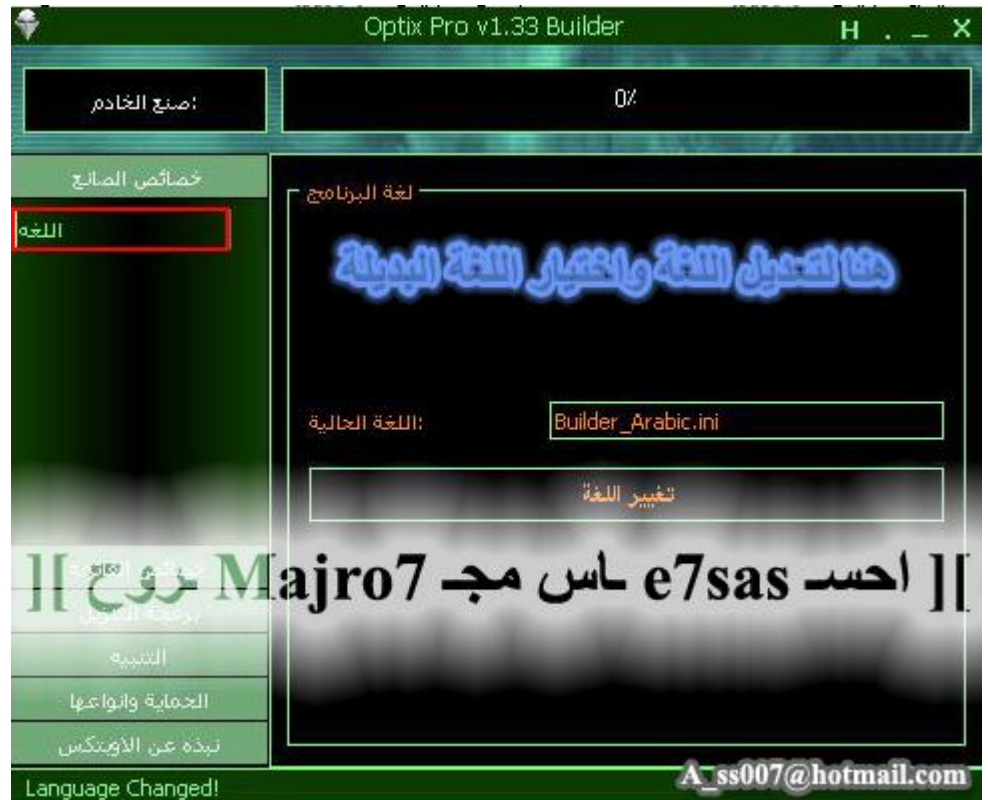 Optix Pro v1.33 Builder
H . _ X
صنع الخادم:
0%
خصائص الصانع
اللغه
لغة البرنامج
هنا لتعديل اللغة واختيار اللغة البديلة
اللغة الحالية:
Builder_Arabic.ini
تغيير اللغة
][ احسـ e7sas ـاس مجـ Majro7 ـروح ][
التنبيه
الحماية وانواعها
نبذه عن الاوبتكس
Language Changed!
A_ss007@hotmail.com